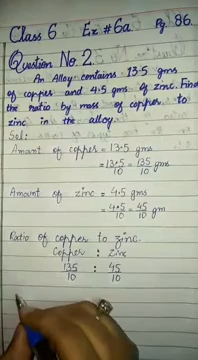 Class 6 Ex # 6a Pg. 86
Question No. 2.
An Alloy contains 13.5 gms
of copper and 4.5 gms of zinc. Find
the ratio by mass of copper to
zinc in the alloy.
Sol:
Amount of copper = 13.5 gms
= 13.5/10 = 135/10 gms
Amount of zinc = 4.5 gms
= 4.5/10 = 45/10 gm
Ratio of copper to zinc.
Copper : zinc
135/10 : 45/10